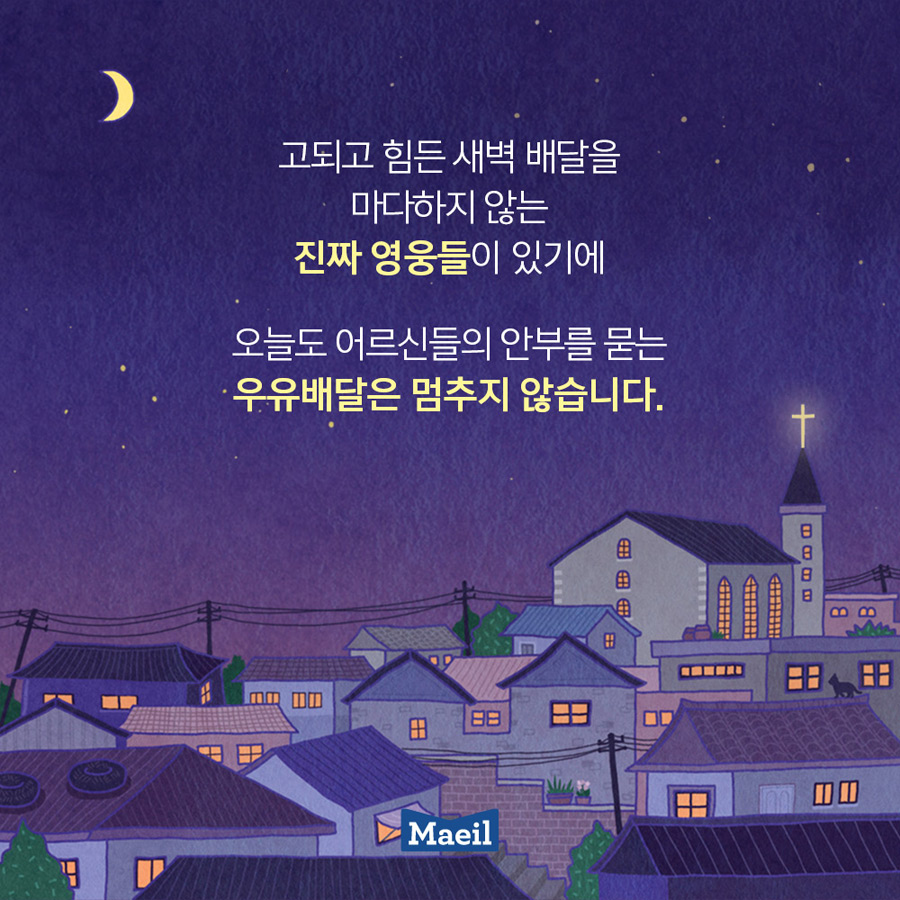 고되고 힘든 새벽 배달을
마다하지 않는
진짜 영웅들이 있기에
오늘도 어르신들의 안부를 묻는
우유배달은 멈추지 않습니다.
Maeil